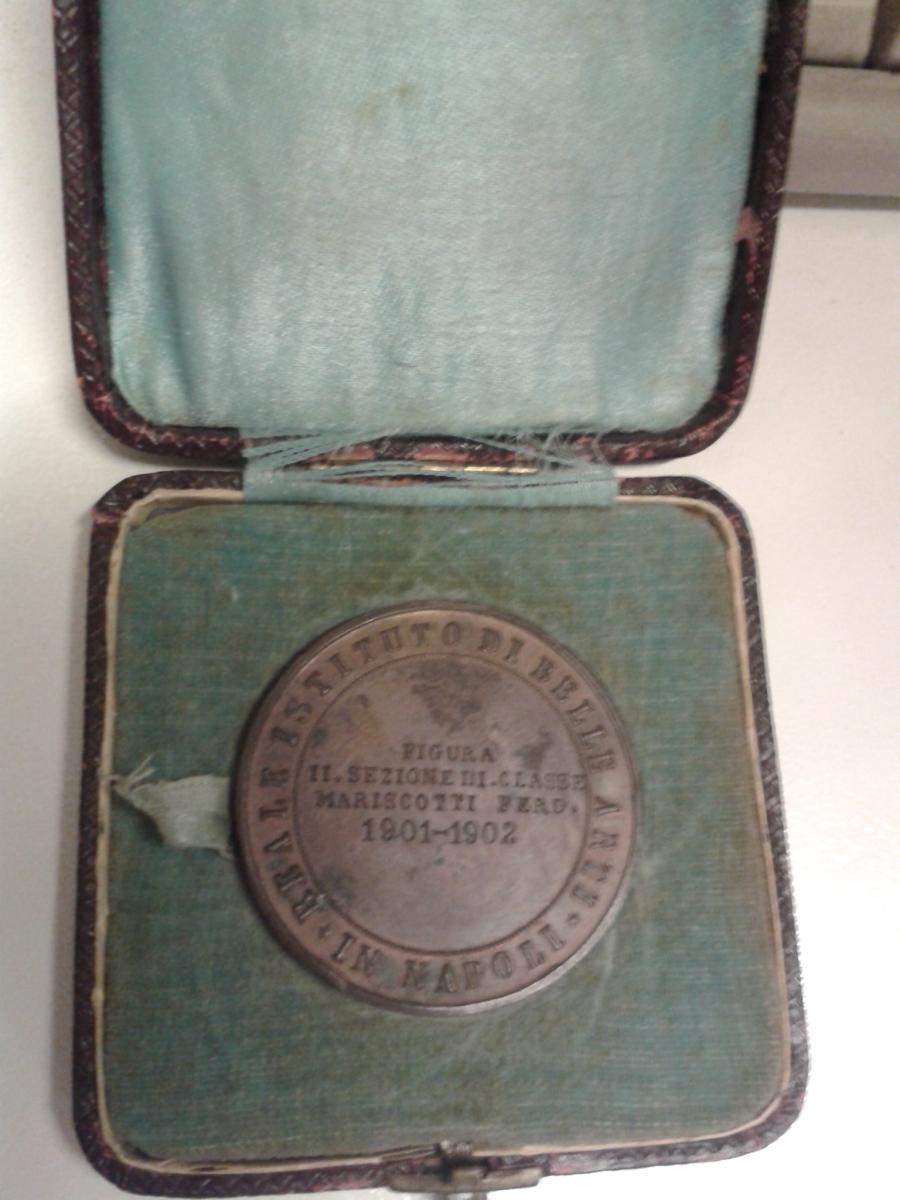 REALE ISTITUTO DI BELLE ARTI
IN NAPOLI
FIGURA
II. SEZIONE III. CLASSE
MARISCOTTI FERD.
1901-1902